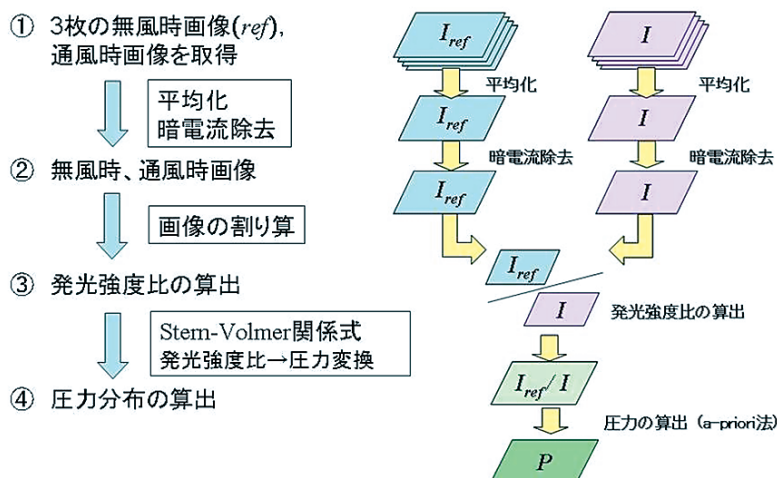 ① 3枚の無風時画像(ref),
通風時画像を取得
平均化
暗電流除去
② 無風時、通風時画像
画像の割り算
③ 発光強度比の算出
Stern-Volmer関係式
発光強度比→圧力変換
④ 圧力分布の算出
Iref
I
平均化
平均化
Iref
I
暗電流除去
暗電流除去
Iref
I
Iref
I
発光強度比の算出
Iref/I
圧力の算出（a-priori法）
P